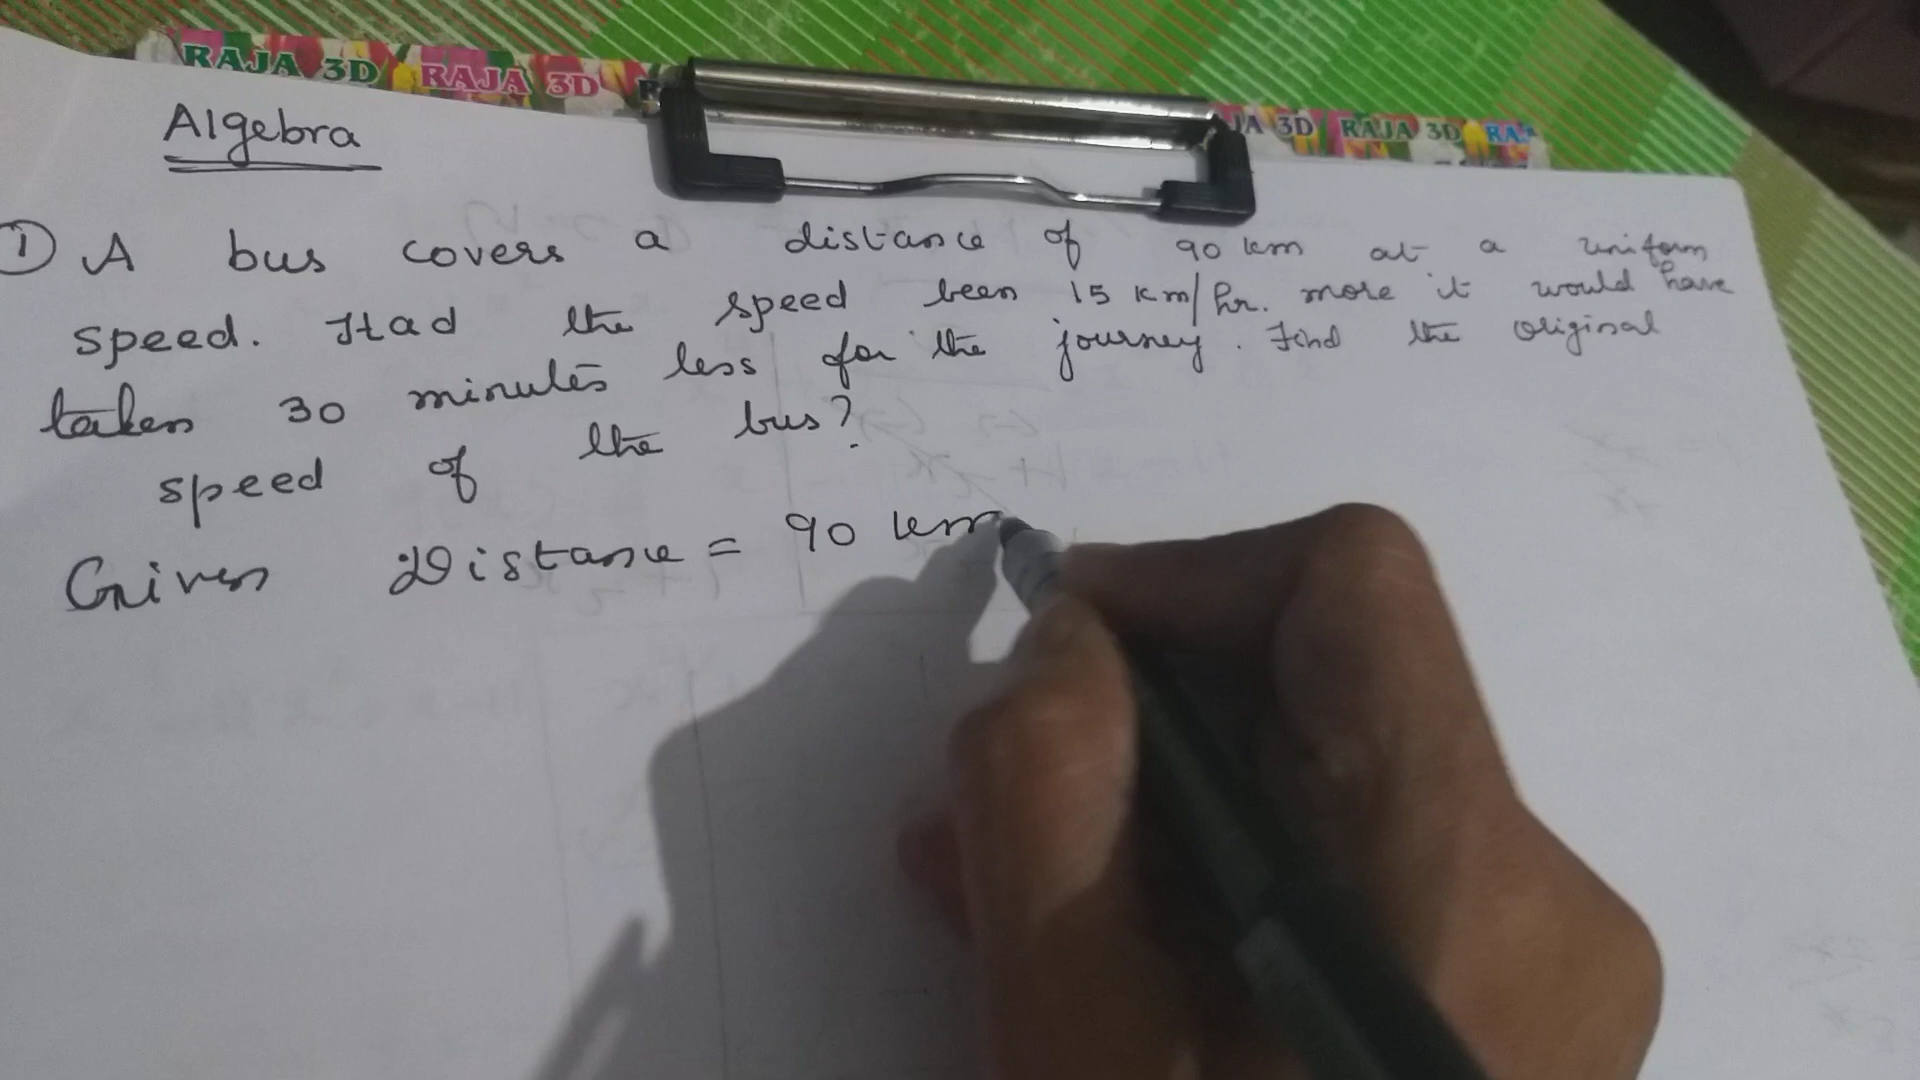 RAJA 3D RAJA 3D R JA 3D RAJA 3D RAJ
Algebra
① A bus covers a distance of 90 km at a uniform
speed. Had the speed been 15 km/hr. more it would have
taken 30 minutes less for the journey. Find the original
speed of the bus?
Given Distance = 90 km